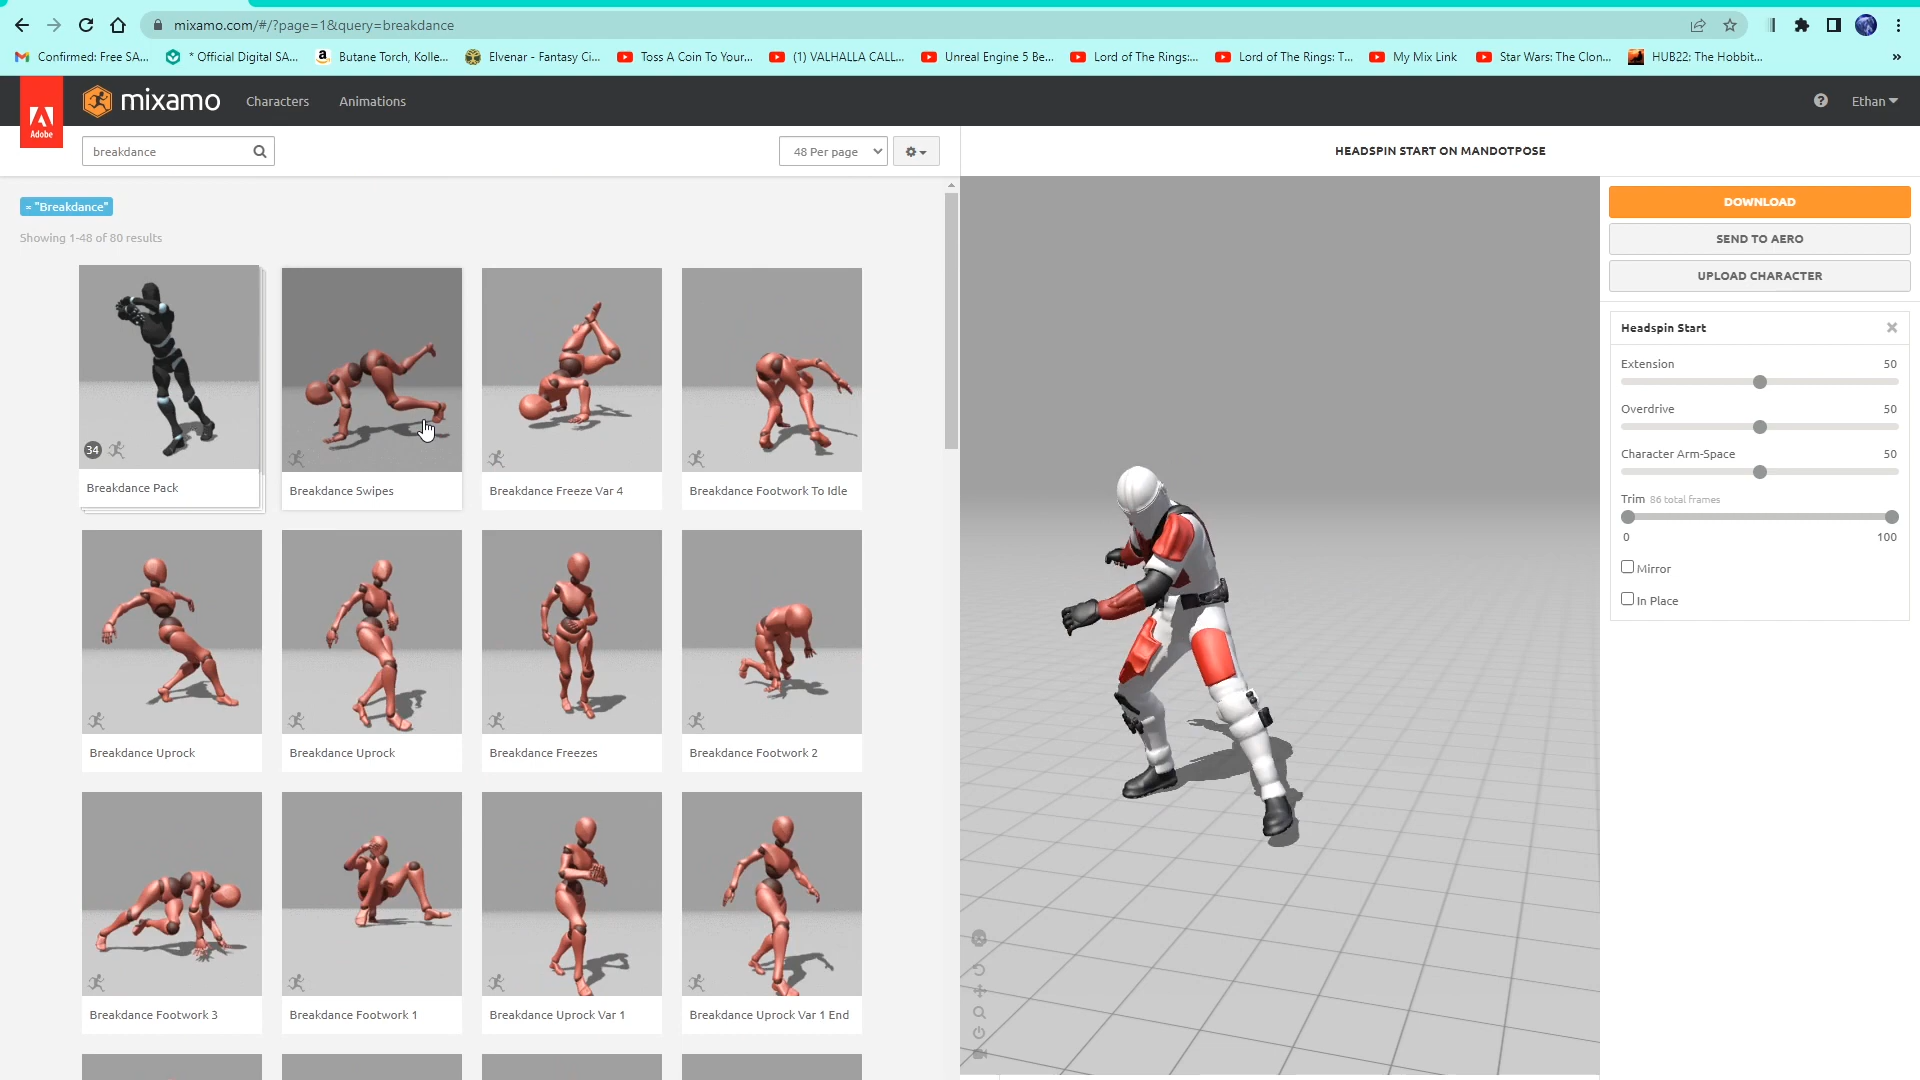 mixamo.com/#/?page=1&query=breakdance
Confirmed: Free SA...
* Official Digital SA...
Butane Torch, Kolle...
Elvenar - Fantasy Ci...
Toss A Coin To Your...
(1) VALHALLA CALL...
Unreal Engine 5 Be...
Lord of The Rings:...
Lord of The Rings: T...
My Mix Link
Star Wars: The Clon...
HUB22: The Hobbit...
»
Adobe
mixamo
Characters
Animations
Ethan
breakdance
48 Per page
HEADSPIN START ON MANDOTPOSE
× "Breakdance"
Showing 1-48 of 80 results
34
Breakdance Pack
Breakdance Swipes
Breakdance Freeze Var 4
Breakdance Footwork To Idle
Breakdance Uprock
Breakdance Uprock
Breakdance Freezes
Breakdance Footwork 2
Breakdance Footwork 3
Breakdance Footwork 1
Breakdance Uprock Var 1
Breakdance Uprock Var 1 End
DOWNLOAD
SEND TO AERO
UPLOAD CHARACTER
Headspin Start
Extension 50
Overdrive 50
Character Arm-Space 50
Trim 86 total frames
0 100
Mirror
In Place